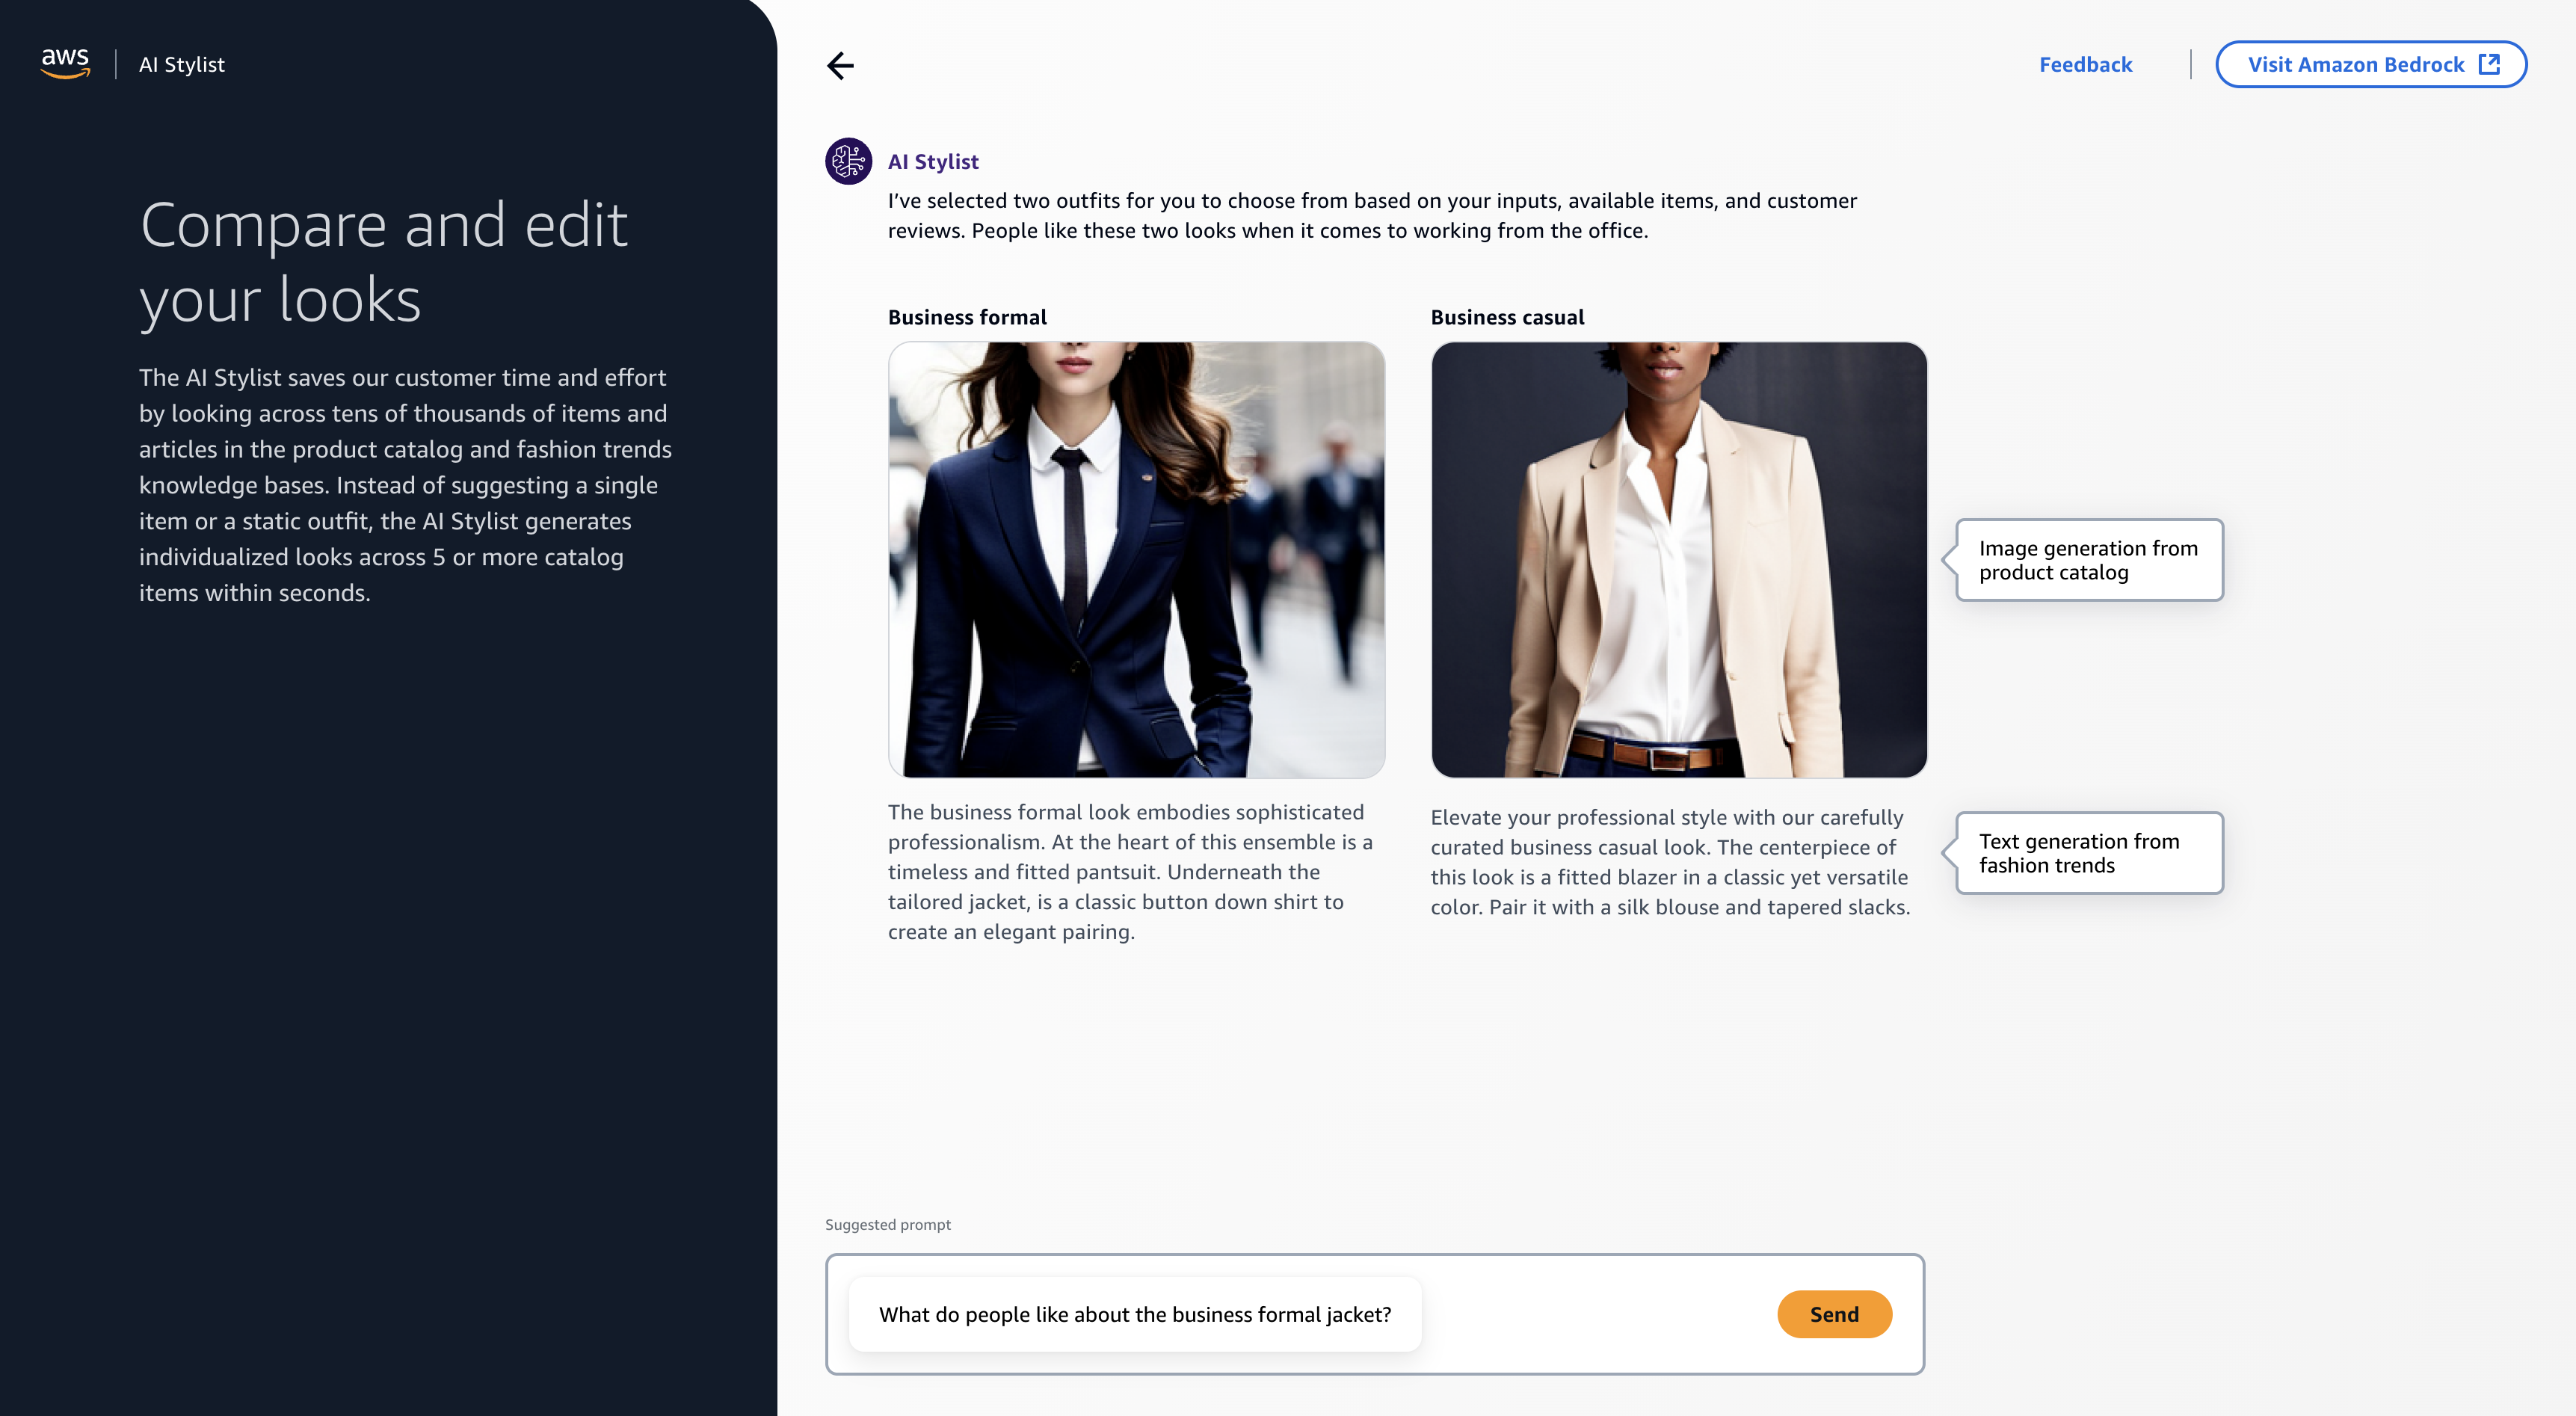 aws
AI Stylist
Compare and edit
your looks
The AI Stylist saves our customer time and effort
by looking across tens of thousands of items and
articles in the product catalog and fashion trends
knowledge bases. Instead of suggesting a single
item or a static outfit, the AI Stylist generates
individualized looks across 5 or more catalog
items within seconds.
Feedback
Visit Amazon Bedrock
AI Stylist
I’ve selected two outfits for you to choose from based on your inputs, available items, and customer
reviews. People like these two looks when it comes to working from the office.
Business formal
The business formal look embodies sophisticated
professionalism. At the heart of this ensemble is a
timeless and fitted pantsuit. Underneath the
tailored jacket, is a classic button down shirt to
create an elegant pairing.
Business casual
Elevate your professional style with our carefully
curated business casual look. The centerpiece of
this look is a fitted blazer in a classic yet versatile
color. Pair it with a silk blouse and tapered slacks.
Image generation from
product catalog
Text generation from
fashion trends
Suggested prompt
What do people like about the business formal jacket?
Send